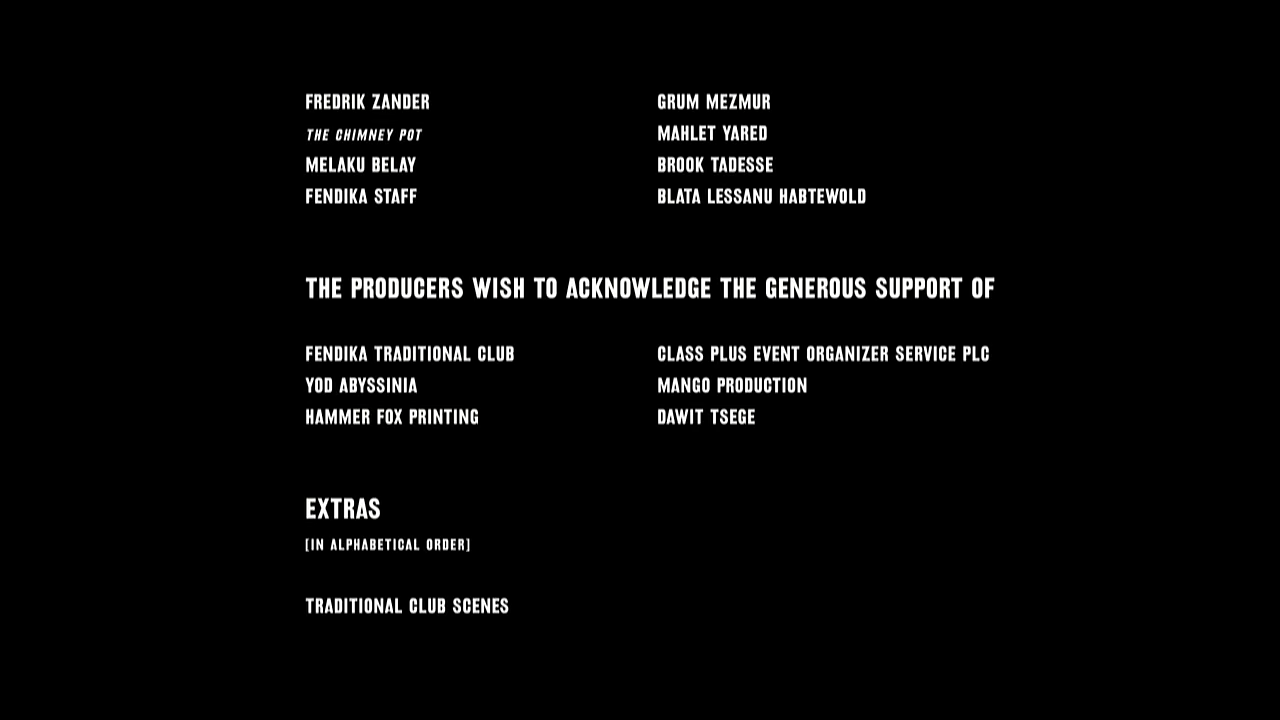 FREDRIK ZANDER
THE CHIMNEY POT
MELAKU BELAY
FENDIKA STAFF
GRUM MEZMUR
MAHLET YARED
BROOK TADESSE
BLATA LESSANU HABTEWOLD
THE PRODUCERS WISH TO ACKNOWLEDGE THE GENEROUS SUPPORT OF
FENDIKA TRADITIONAL CLUB
YOD ABYSSINIA
HAMMER FOX PRINTING
CLASS PLUS EVENT ORGANIZER SERVICE PLC
MANGO PRODUCTION
DAWIT TSEGE
EXTRAS
[IN ALPHABETICAL ORDER]
TRADITIONAL CLUB SCENES